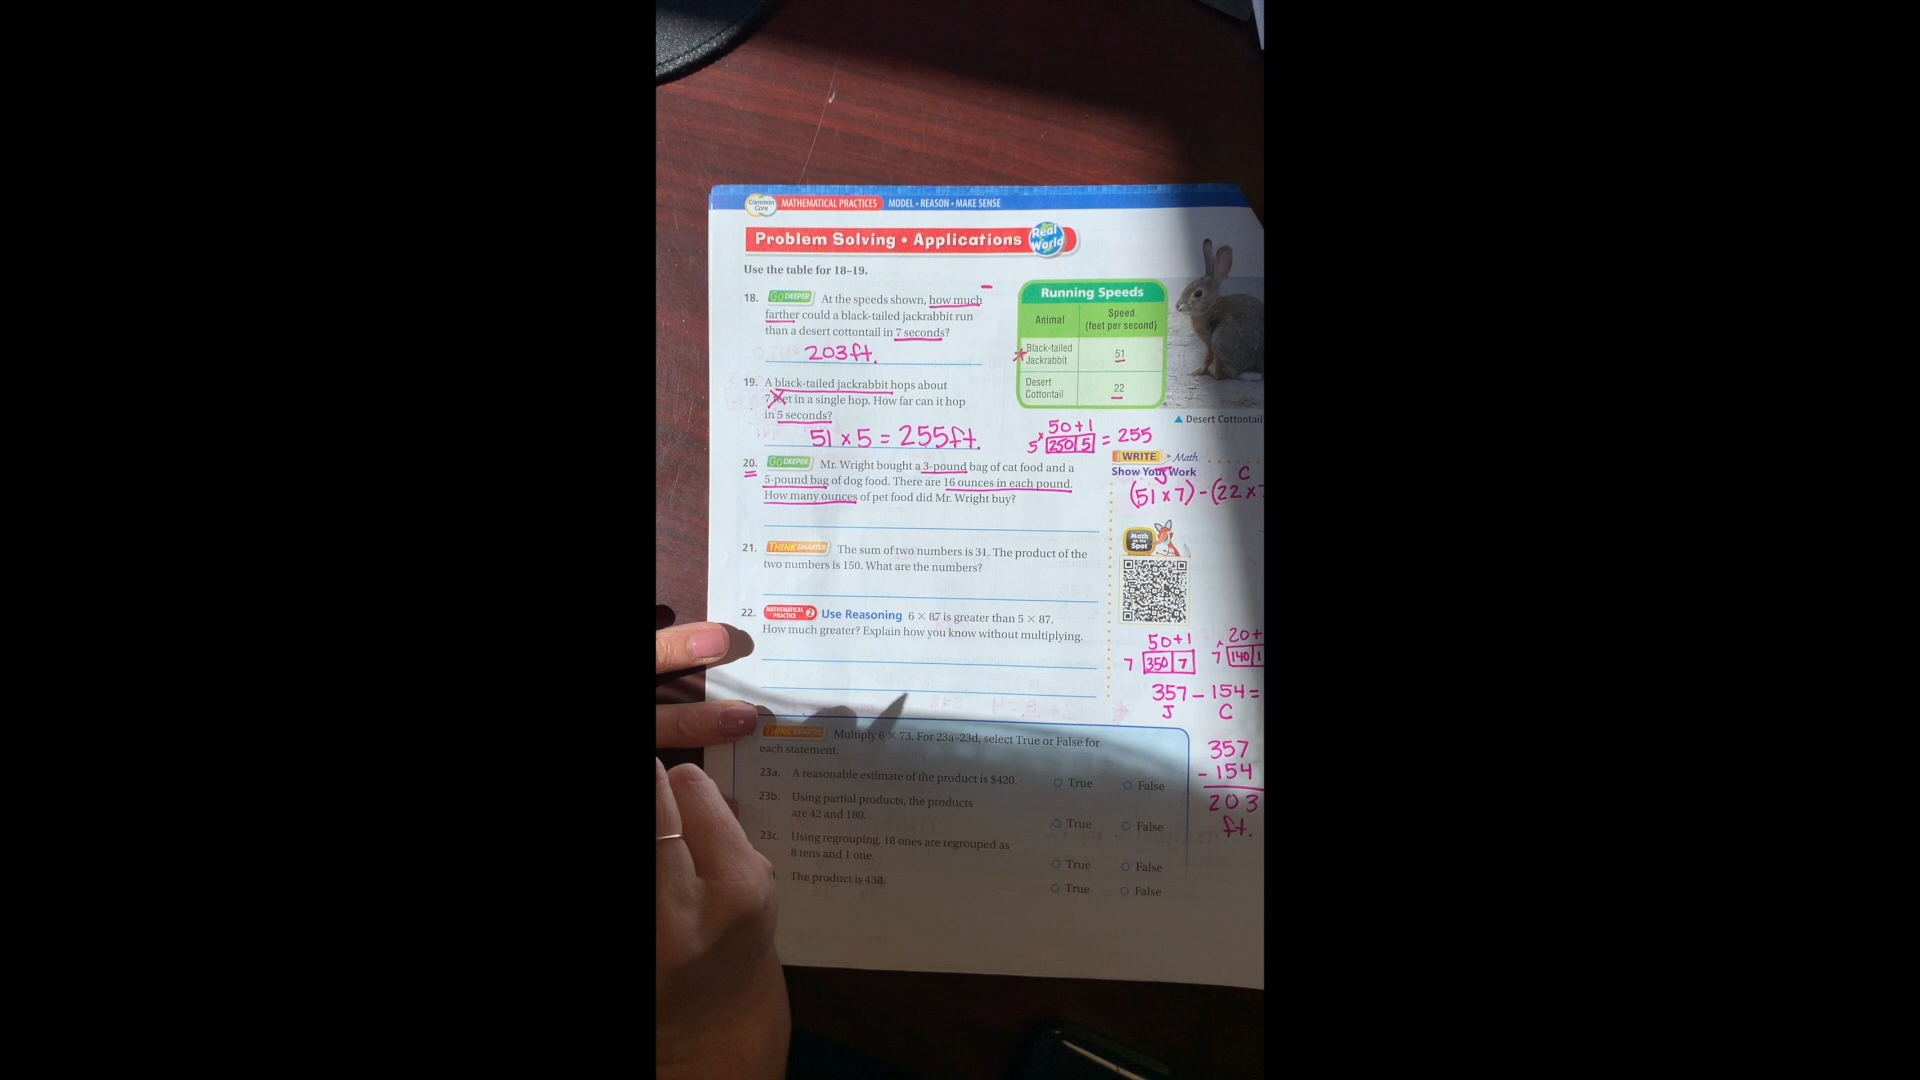 Common Core
MATHEMATICAL PRACTICES MODEL • REASON • MAKE SENSE
Problem Solving • Applications Real World
Use the table for 18–19.
18. GO DEEPER At the speeds shown, how much
farther could a black-tailed jackrabbit run
than a desert cottontail in 7 seconds?
203ft.
19. A black-tailed jackrabbit hops about
7 feet in a single hop. How far can it hop
in 5 seconds?
51 x 5 = 255ft.
Running Speeds
Animal Speed (feet per second)
Black-tailed Jackrabbit 51
Desert Cottontail 22
▲ Desert Cottontail
50+1
5 x 250 5 = 255
20. GO DEEPER Mr. Wright bought a 3-pound bag of cat food and a
5-pound bag of dog food. There are 16 ounces in each pound.
How many ounces of pet food did Mr. Wright buy?
WRITE Math
Show Your Work
J C
(51 x 7) - (22 x 7
Math on the Spot
21. THINK SMARTER The sum of two numbers is 31. The product of the
two numbers is 150. What are the numbers?
22. MATHEMATICAL PRACTICE 2 Use Reasoning 6 × 87 is greater than 5 × 87.
How much greater? Explain how you know without multiplying.
50+1 20+
7 350 7 x 7 140 1
357 - 154 =
J C
357
- 154
203
ft.
Multiply 6 × 73. For 23a–23d, select True or False for
each statement.
23a. A reasonable estimate of the product is $420. True False
23b. Using partial products, the products
are 42 and 180. True False
23c. Using regrouping, 18 ones are regrouped as
8 tens and 1 one. True False
The product is 438. True False